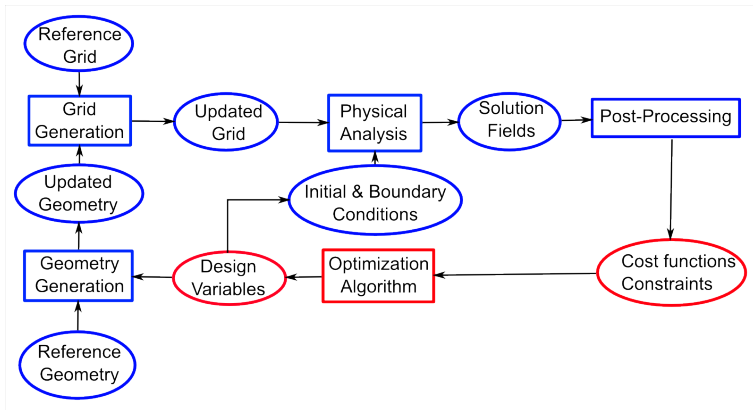 Reference
Grid
Grid
Generation
Updated
Grid
Physical
Analysis
Solution
Fields
Post-Processing
Updated
Geometry
Initial & Boundary
Conditions
Geometry
Generation
Design
Variables
Optimization
Algorithm
Cost functions
Constraints
Reference
Geometry